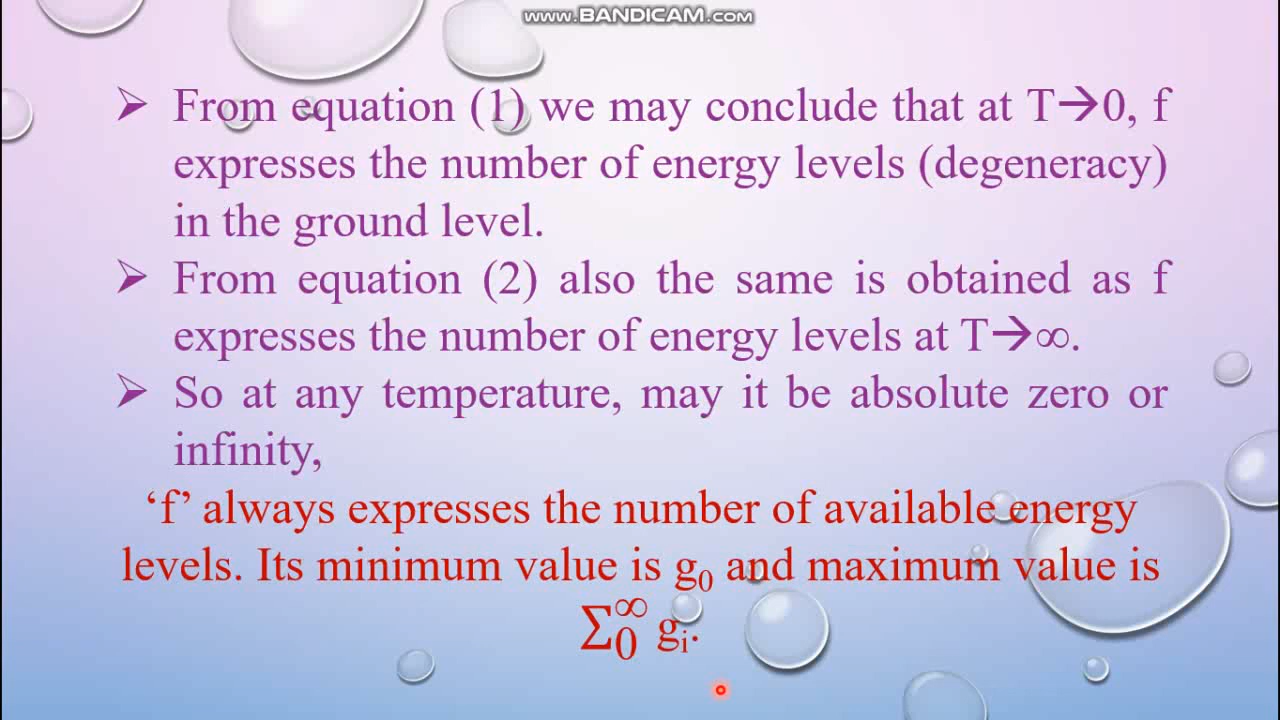 www.BANDICAM.com
➢ From equation (1) we may conclude that at T→0, f
expresses the number of energy levels (degeneracy)
in the ground level.
➢ From equation (2) also the same is obtained as f
expresses the number of energy levels at T→∞.
➢ So at any temperature, may it be absolute zero or
infinity,
‘f’ always expresses the number of available energy
levels. Its minimum value is g₀ and maximum value is
∑₀^∞ gᵢ.